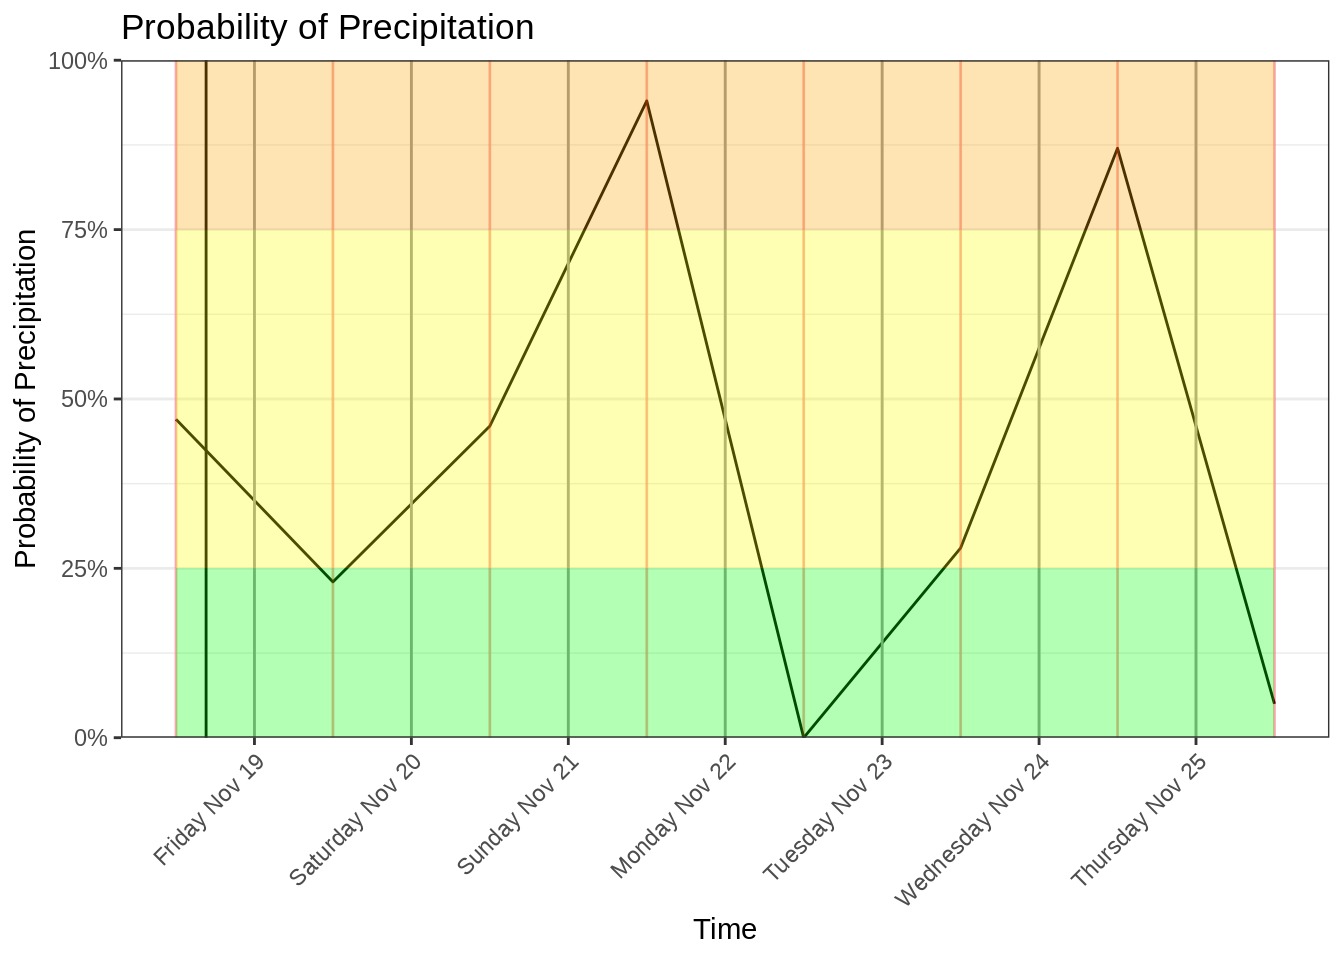 Probability of Precipitation
Probability of Precipitation
100%
75%
50%
25%
0%
Friday Nov 19
Saturday Nov 20
Sunday Nov 21
Monday Nov 22
Tuesday Nov 23
Wednesday Nov 24
Thursday Nov 25
Time